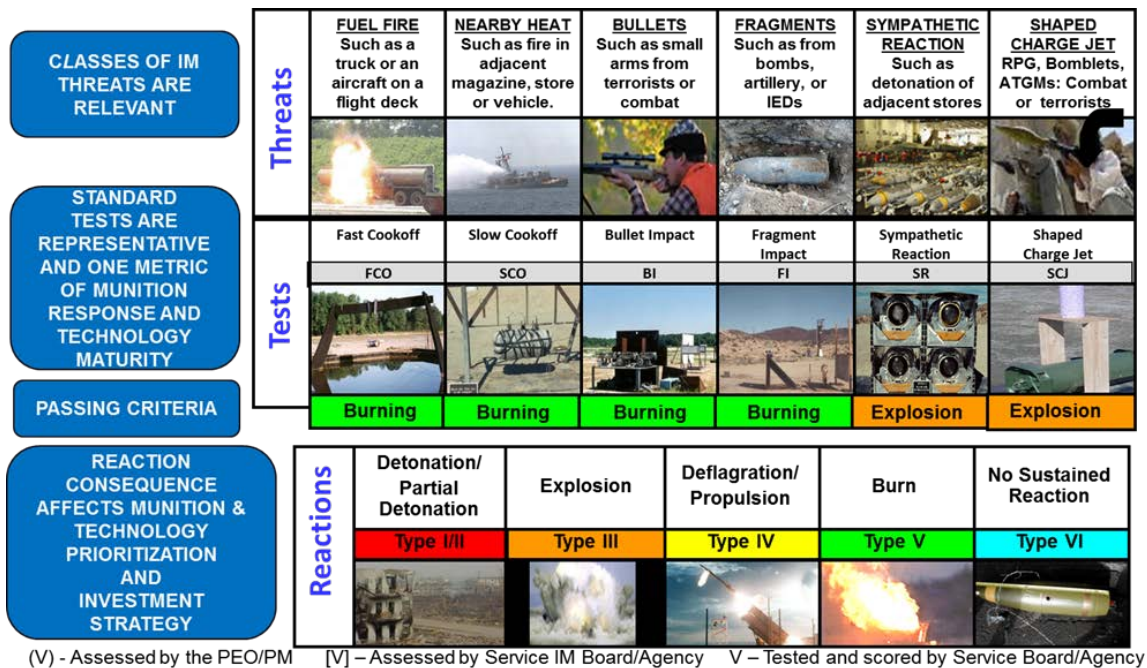 CLASSES OF IM
THREATS ARE
RELEVANT
STANDARD
TESTS ARE
REPRESENTATIVE
AND ONE METRIC
OF MUNITION
RESPONSE AND
TECHNOLOGY
MATURITY
PASSING CRITERIA
REACTION
CONSEQUENCE
AFFECTS MUNITION &
TECHNOLOGY
PRIORITIZATION
AND
INVESTMENT
STRATEGY
Threats
FUEL FIRE
Such as a
truck or an
aircraft on a
flight deck
NEARBY HEAT
Such as fire in
adjacent
magazine, store
or vehicle.
BULLETS
Such as small
arms from
terrorists or
combat
FRAGMENTS
Such as from
bombs,
artillery, or
IEDs
SYMPATHETIC
REACTION
Such as
detonation of
adjacent stores
SHAPED
CHARGE JET
RPG, Bomblets,
ATGMs: Combat
or terrorists
Tests
Fast Cookoff
Slow Cookoff
Bullet Impact
Fragment
Impact
Sympathetic
Reaction
Shaped
Charge Jet
FCO
SCO
BI
FI
SR
SCJ
Burning
Burning
Burning
Burning
Explosion
Explosion
Reactions
Detonation/
Partial
Detonation
Explosion
Deflagration/
Propulsion
Burn
No Sustained
Reaction
Type I/II
Type III
Type IV
Type V
Type VI
(V) - Assessed by the PEO/PM [V] – Assessed by Service IM Board/Agency V – Tested and scored by Service Board/Agency